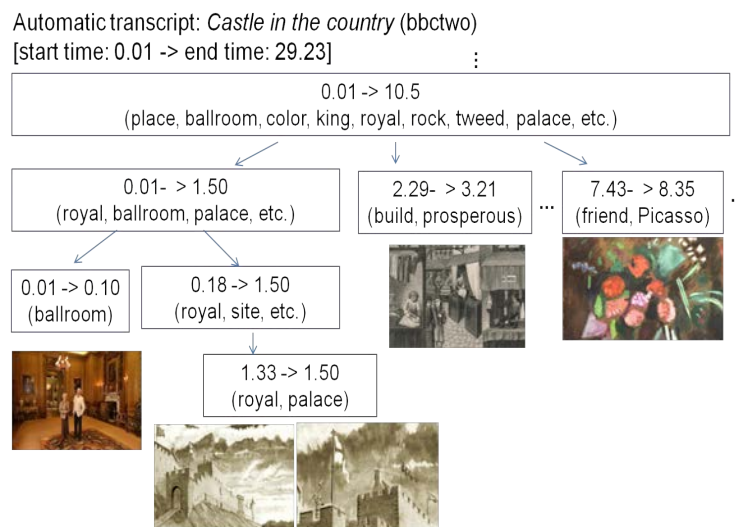 Automatic transcript: Castle in the country (bbctwo)
[start time: 0.01 -> end time: 29.23]
⋮
0.01 -> 10.5
(place, ballroom, color, king, royal, rock, tweed, palace, etc.)
0.01- > 1.50
(royal, ballroom, palace, etc.)
2.29- > 3.21
(build, prosperous)
...
7.43- > 8.35
(friend, Picasso)
.
0.01 -> 0.10
(ballroom)
0.18 -> 1.50
(royal, site, etc.)
1.33 -> 1.50
(royal, palace)